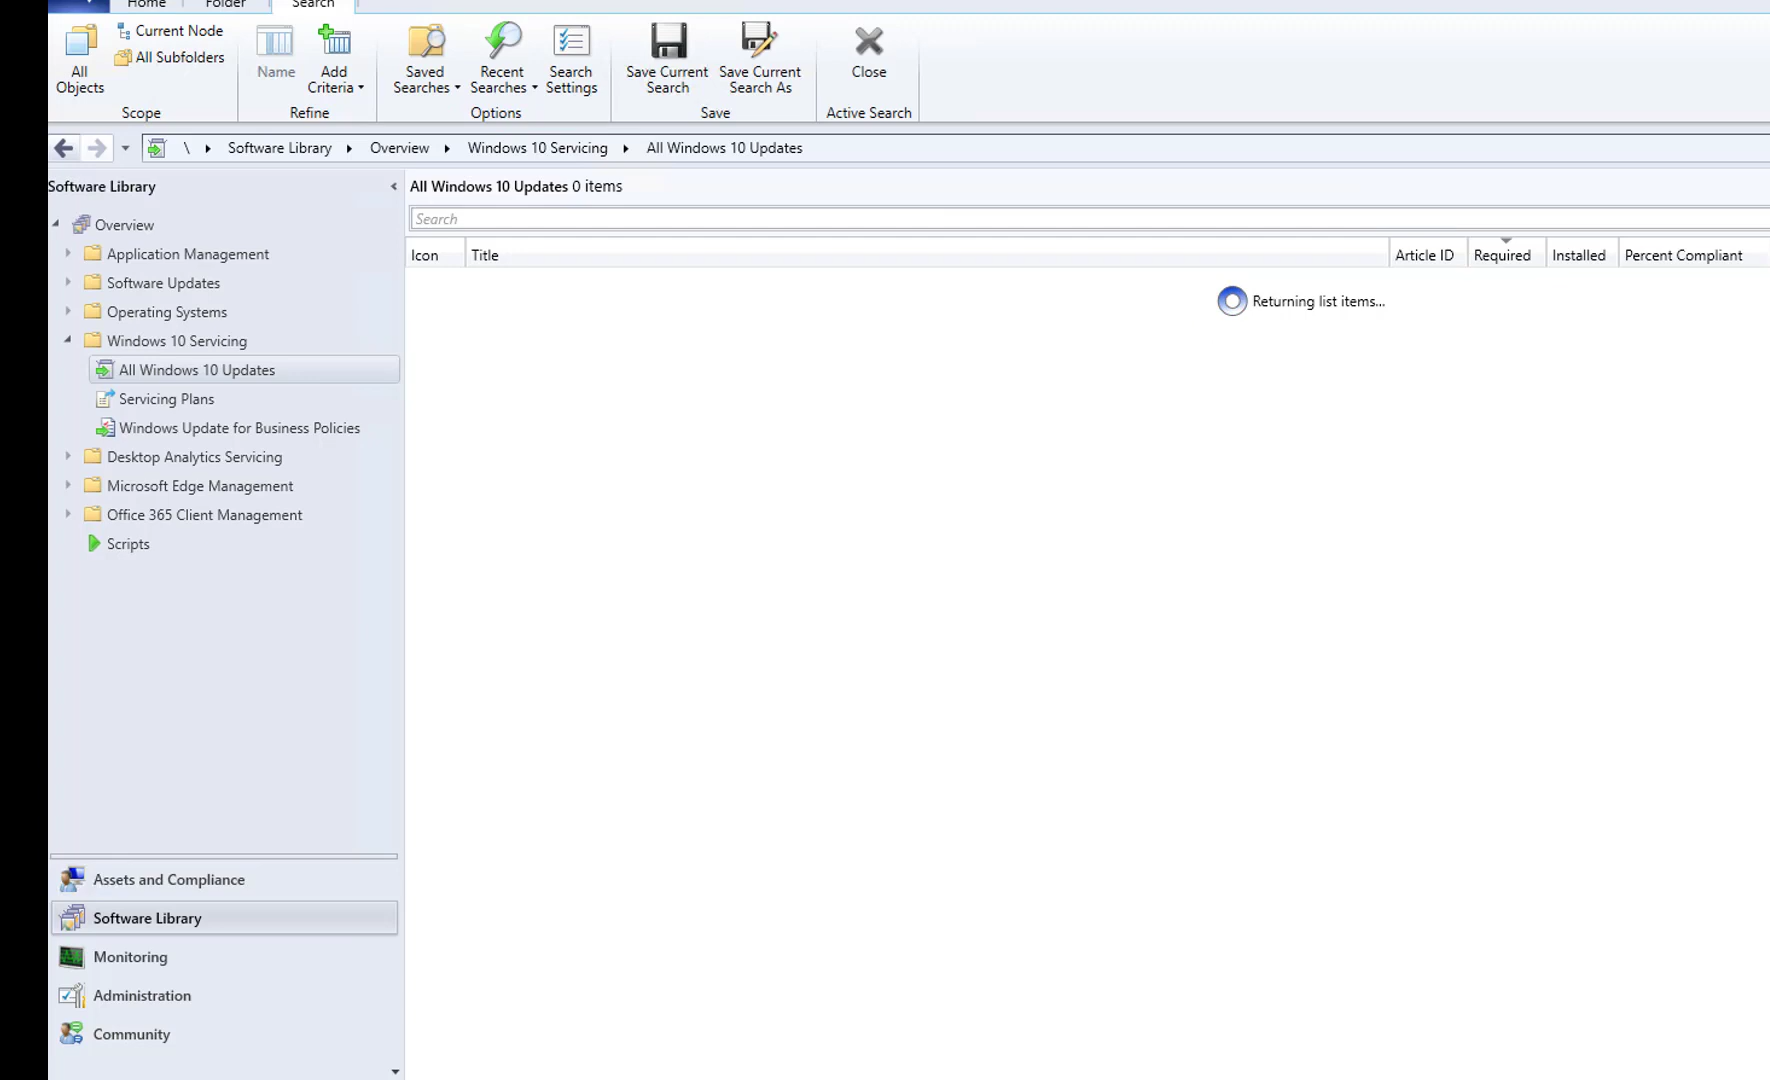 Home Folder Search
All Objects
Current Node
All Subfolders
Scope
Name
Add Criteria
Refine
Saved Searches
Recent Searches
Search Settings
Options
Save Current Search
Save Current Search As
Save
Close
Active Search
\ Software Library Overview Windows 10 Servicing All Windows 10 Updates
Software Library
Overview
Application Management
Software Updates
Operating Systems
Windows 10 Servicing
All Windows 10 Updates
Servicing Plans
Windows Update for Business Policies
Desktop Analytics Servicing
Microsoft Edge Management
Office 365 Client Management
Scripts
Assets and Compliance
Software Library
Monitoring
Administration
Community
All Windows 10 Updates 0 items
Search
Icon Title Article ID Required Installed Percent Compliant
Returning list items...